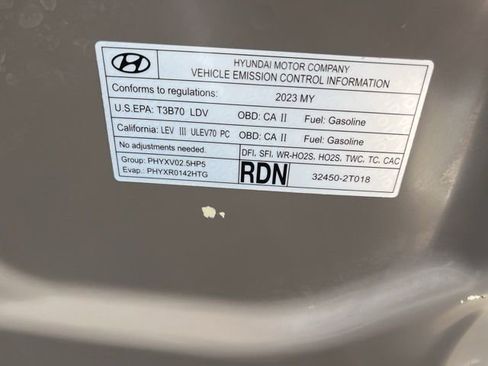 HYUNDAI MOTOR COMPANY
VEHICLE EMISSION CONTROL INFORMATION
Conforms to regulations: 2023 MY
U.S.EPA: T3B70 LDV OBD: CA II Fuel: Gasoline
California: LEV III ULEV70 PC OBD: CA II Fuel: Gasoline
No adjustments needed. DFI, SFI, WR-HO2S, HO2S, TWC, TC, CAC
Group: PHYXV02.5HP5
Evap.: PHYXR0142HTG
RDN 32450-2T018